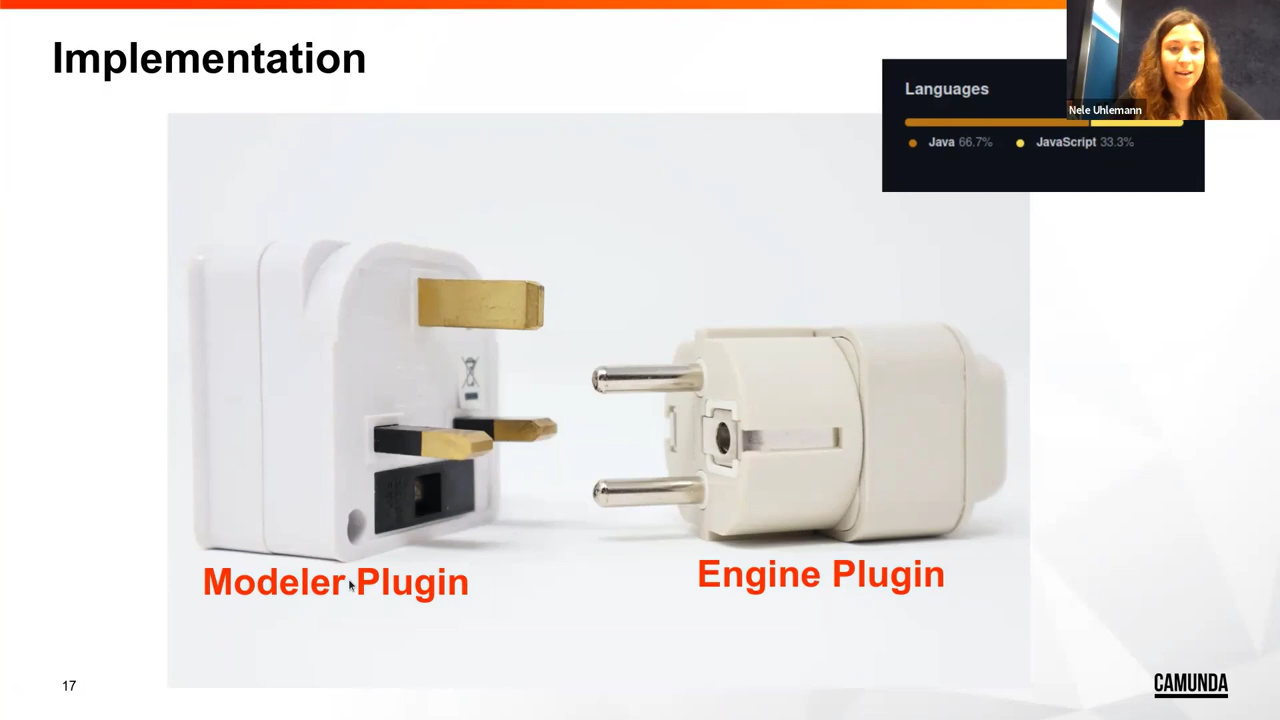 Implementation
Nele Uhlemann
Languages
Java 66.7% JavaScript 33.3%
Modeler Plugin
Engine Plugin
17
CAMUNDA